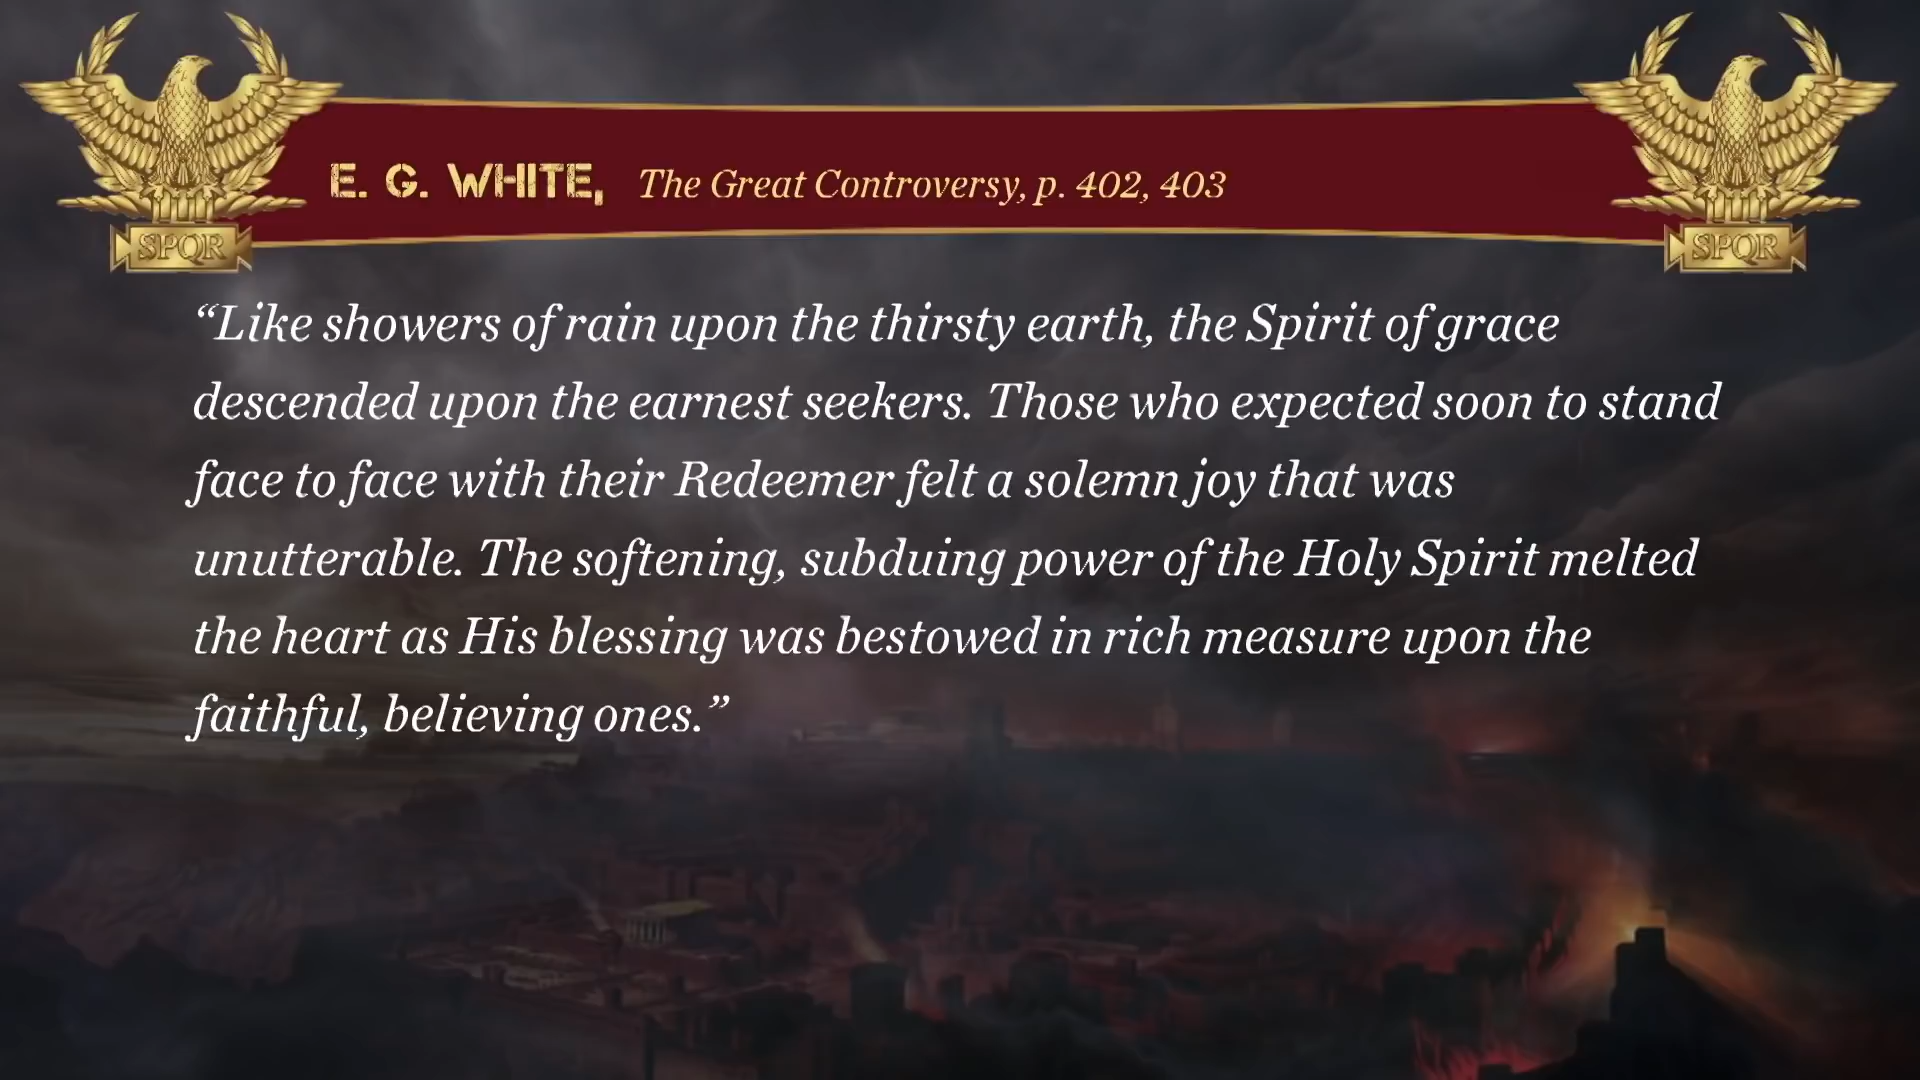 SPQR
SPQR
E. G. WHITE, The Great Controversy, p. 402, 403
“Like showers of rain upon the thirsty earth, the Spirit of grace
descended upon the earnest seekers. Those who expected soon to stand
face to face with their Redeemer felt a solemn joy that was
unutterable. The softening, subduing power of the Holy Spirit melted
the heart as His blessing was bestowed in rich measure upon the
faithful, believing ones.”